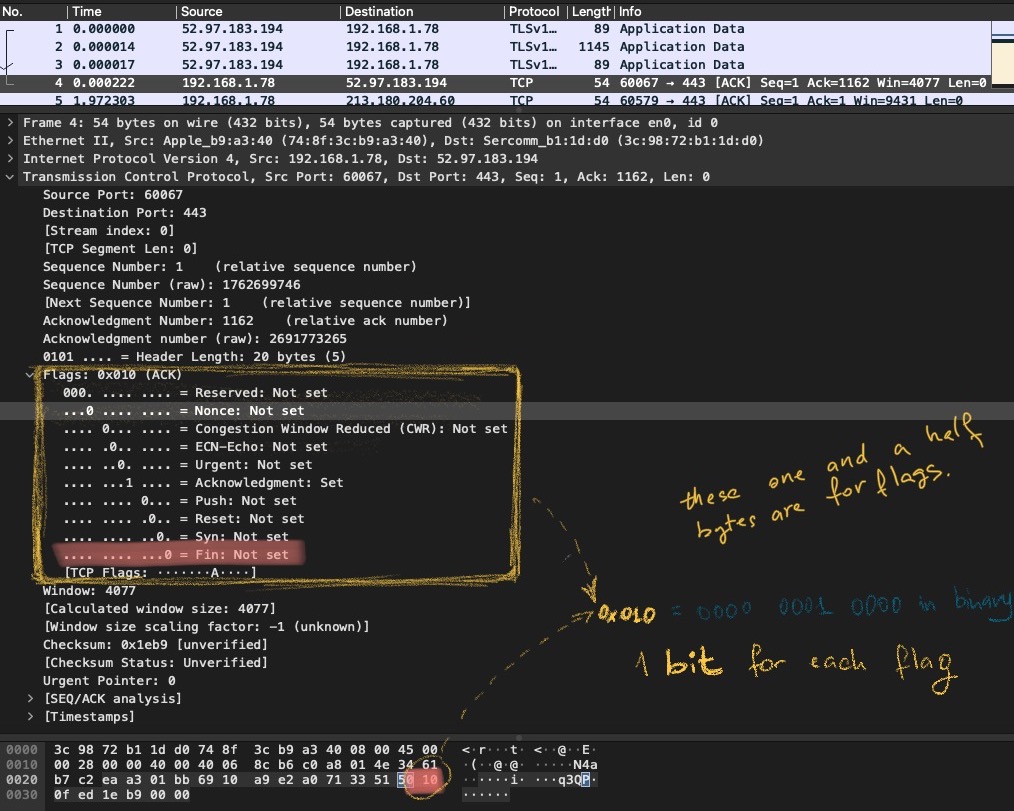 No. Time Source Destination Protocol Length Info
1 0.000000 52.97.183.194 192.168.1.78 TLSv1… 89 Application Data
2 0.000014 52.97.183.194 192.168.1.78 TLSv1… 1145 Application Data
3 0.000017 52.97.183.194 192.168.1.78 TLSv1… 89 Application Data
4 0.000222 192.168.1.78 52.97.183.194 TCP 54 60067 → 443 [ACK] Seq=1 Ack=1162 Win=4077 Len=0
5 1.972303 192.168.1.78 213.180.204.60 TCP 54 60579 → 443 [ACK] Seq=1 Ack=1 Win=9431 Len=0
Frame 4: 54 bytes on wire (432 bits), 54 bytes captured (432 bits) on interface en0, id 0
Ethernet II, Src: Apple_b9:a3:40 (74:8f:3c:b9:a3:40), Dst: Sercomm_b1:1d:d0 (3c:98:72:b1:1d:d0)
Internet Protocol Version 4, Src: 192.168.1.78, Dst: 52.97.183.194
Transmission Control Protocol, Src Port: 60067, Dst Port: 443, Seq: 1, Ack: 1162, Len: 0
Source Port: 60067
Destination Port: 443
[Stream index: 0]
[TCP Segment Len: 0]
Sequence Number: 1 (relative sequence number)
Sequence Number (raw): 1762699746
[Next Sequence Number: 1 (relative sequence number)]
Acknowledgment Number: 1162 (relative ack number)
Acknowledgment number (raw): 2691773265
0101 .... = Header Length: 20 bytes (5)
Flags: 0x010 (ACK)
000. .... .... = Reserved: Not set
...0 .... .... = Nonce: Not set
.... 0... .... = Congestion Window Reduced (CWR): Not set
.... .0.. .... = ECN-Echo: Not set
.... ..0. .... = Urgent: Not set
.... ...1 .... = Acknowledgment: Set
.... .... 0... = Push: Not set
.... .... .0.. = Reset: Not set
.... .... ..0. = Syn: Not set
.... .... ...0 = Fin: Not set
[TCP Flags: ·······A····]
these one and a half
bytes are for flags.
Window: 4077
[Calculated window size: 4077]
[Window size scaling factor: -1 (unknown)]
Checksum: 0x1eb9 [unverified]
[Checksum Status: Unverified]
Urgent Pointer: 0
[SEQ/ACK analysis]
[Timestamps]
0x010 = 0000 0001 0000 in binary
1 bit for each flag
0000 3c 98 72 b1 1d d0 74 8f 3c b9 a3 40 08 00 45 00 <·r···t· <··@··E·
0010 00 28 00 00 40 00 40 06 8c b6 c0 a8 01 4e 34 61 ·(··@·@· ·····N4a
0020 b7 c2 ea a3 01 bb 69 10 a9 e2 a0 71 33 51 50 10 ······i· ···q3QP·
0030 0f ed 1e b9 00 00 ······